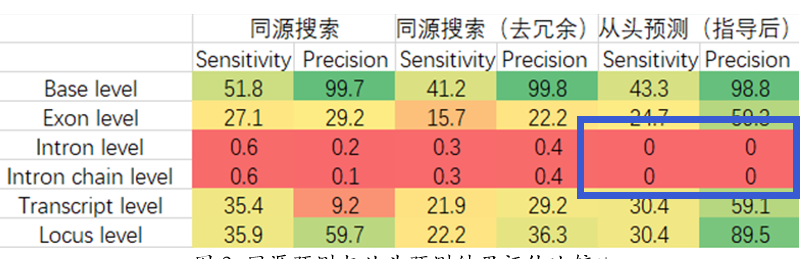 同源搜索 同源搜索（去冗余） 从头预测（指导后）
Sensitivity Precision Sensitivity Precision Sensitivity Precision
Base level 51.8 99.7 41.2 99.8 43.3 98.8
Exon level 27.1 29.2 15.7 22.2 24.7 59.3
Intron level 0.6 0.2 0.3 0.4 0 0
Intron chain level 0.6 0.1 0.3 0.4 0 0
Transcript level 35.4 9.2 21.9 29.2 30.4 59.1
Locus level 35.9 59.7 22.2 36.3 30.4 89.5